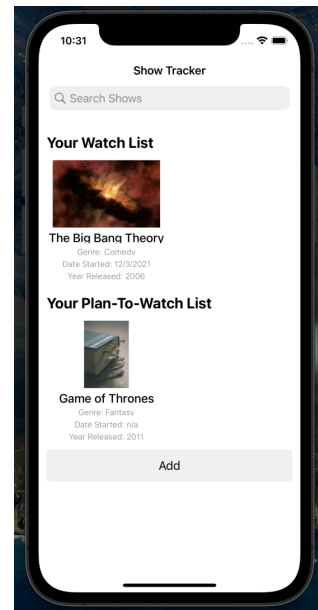 10:31
Show Tracker
Search Shows
Your Watch List
The Big Bang Theory
Genre: Comedy
Date Started: 12/3/2021
Year Released: 2006
Your Plan-To-Watch List
Game of Thrones
Genre: Fantasy
Date Started: n/a
Year Released: 2011
Add